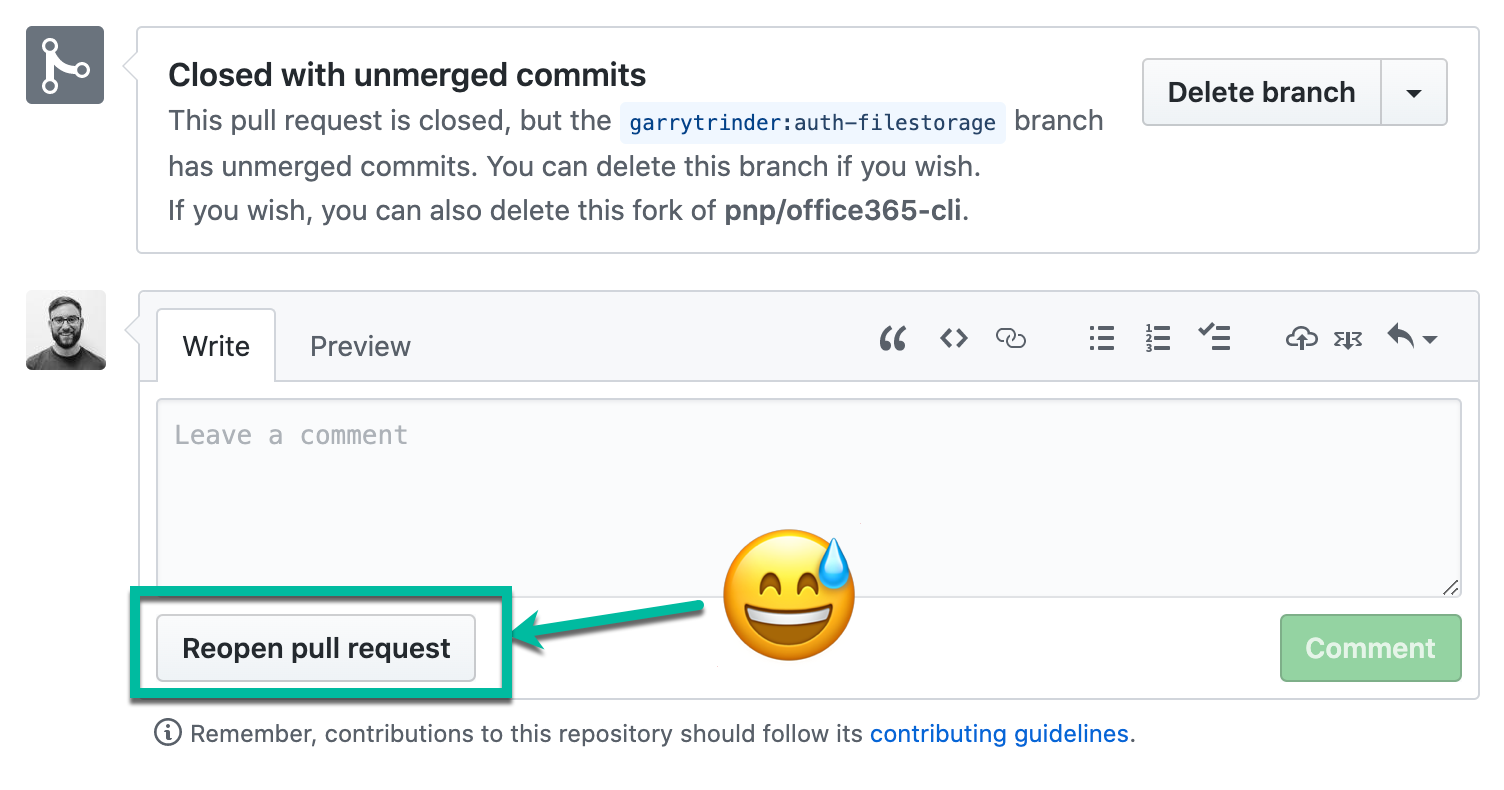 Closed with unmerged commits
Delete branch
This pull request is closed, but the garrytrinder:auth-filestorage branch
has unmerged commits. You can delete this branch if you wish.
If you wish, you can also delete this fork of pnp/office365-cli.
Write
Preview
Leave a comment
Reopen pull request
Comment
Remember, contributions to this repository should follow its contributing guidelines.